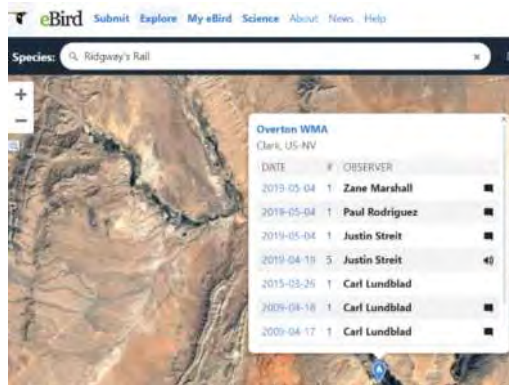 eBird Submit Explore My eBird Science About News Help
Species: Ridgway's Rail ×
+
−
Overton WMA ×
Clark, US-NV
DATE # OBSERVER
2019-05-04 1 Zane Marshall
2019-05-04 1 Paul Rodriguez
2019-05-04 1 Justin Streit
2019-04-19 5 Justin Streit
2015-03-26 1 Carl Lundblad
2009-04-18 1 Carl Lundblad
2009-04-17 1 Carl Lundblad